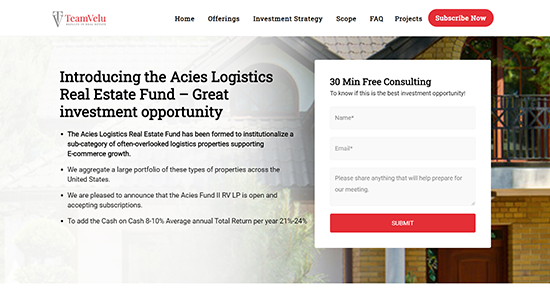 TeamVelu
Home Offerings Investment Strategy Scope FAQ Projects Subscribe Now
Introducing the Acies Logistics
Real Estate Fund – Great
investment opportunity
The Acies Logistics Real Estate Fund has been formed to institutionalize a
sub-category of often-overlooked logistics properties supporting
E-commerce growth.
We aggregate a large portfolio of these types of properties across the
United States.
We are pleased to announce that the Acies Fund II RV LP is open and
accepting subscriptions.
To add the Cash on Cash 8-10% Average annual Total Return per year 21%-24%
30 Min Free Consulting
To know if this is the best investment opportunity!
Name*
Email*
Please share anything that will help prepare for
our meeting.
SUBMIT